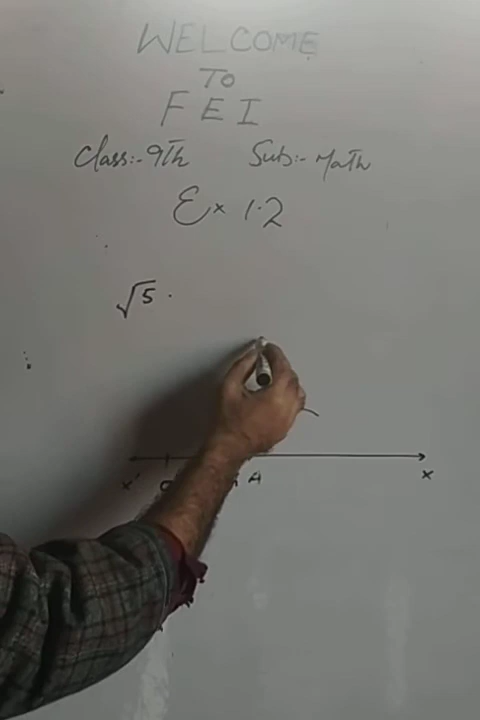 WELCOME
TO
FEI
Class:- 9Th Sub:- Math
Ex 1.2
√5 .
X' A X